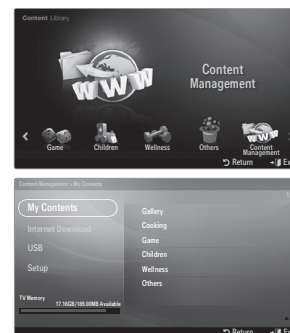 Content Library
WWW
Content
Management
Game
Children
Wellness
Others
Content
Management
Return
Content Management > My Contents
My Contents
Internet Download
USB
Setup
Gallery
Cooking
Game
Children
Wellness
Others
TV Memory
17.16GB/189.00MB Available
Return